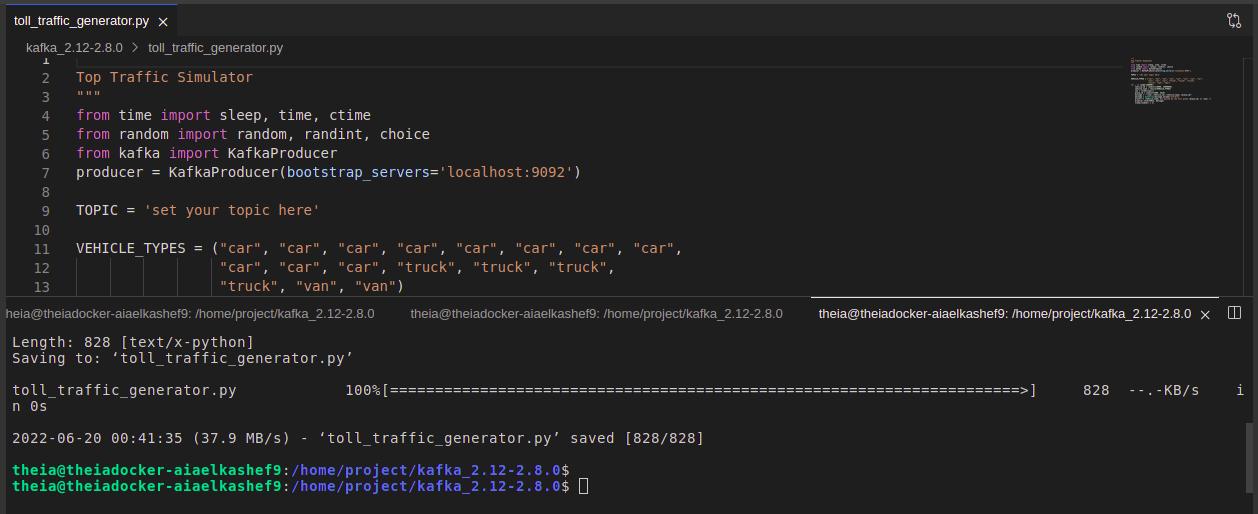 toll_traffic_generator.py
kafka_2.12-2.8.0 > toll_traffic_generator.py
1
2 Top Traffic Simulator
3 """
4 from time import sleep, time, ctime
5 from random import random, randint, choice
6 from kafka import KafkaProducer
7 producer = KafkaProducer(bootstrap_servers='localhost:9092')
8
9 TOPIC = 'set your topic here'
10
11 VEHICLE_TYPES = ("car", "car", "car", "car", "car", "car", "car", "car",
12 "car", "car", "car", "truck", "truck", "truck",
13 "truck", "van", "van")
theia@theiadocker-aiaelkashef9: /home/project/kafka_2.12-2.8.0 theia@theiadocker-aiaelkashef9: /home/project/kafka_2.12-2.8.0 theia@theiadocker-aiaelkashef9: /home/project/kafka_2.12-2.8.0
Length: 828 [text/x-python]
Saving to: ‘toll_traffic_generator.py’
toll_traffic_generator.py 100%[======================================================================>] 828 --.-KB/s i
n 0s
2022-06-20 00:41:35 (37.9 MB/s) - ‘toll_traffic_generator.py’ saved [828/828]
theia@theiadocker-aiaelkashef9:/home/project/kafka_2.12-2.8.0$
theia@theiadocker-aiaelkashef9:/home/project/kafka_2.12-2.8.0$